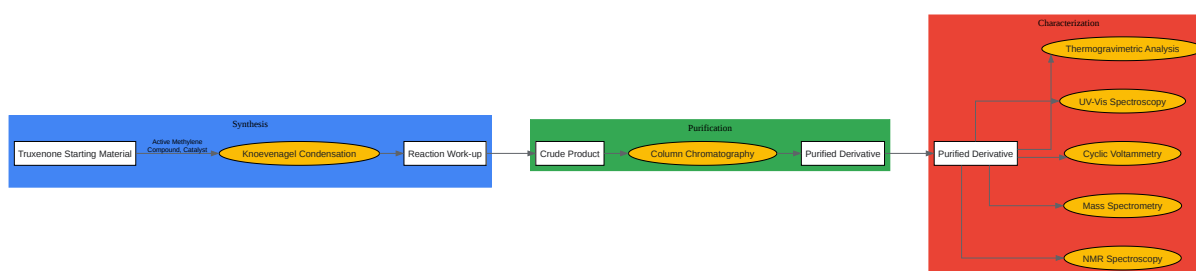 Synthesis
Truxenone Starting Material
Active Methylene
Compound, Catalyst
Knoevenagel Condensation
Reaction Work-up
Purification
Crude Product
Column Chromatography
Purified Derivative
Characterization
Purified Derivative
Thermogravimetric Analysis
UV-Vis Spectroscopy
Cyclic Voltammetry
Mass Spectrometry
NMR Spectroscopy